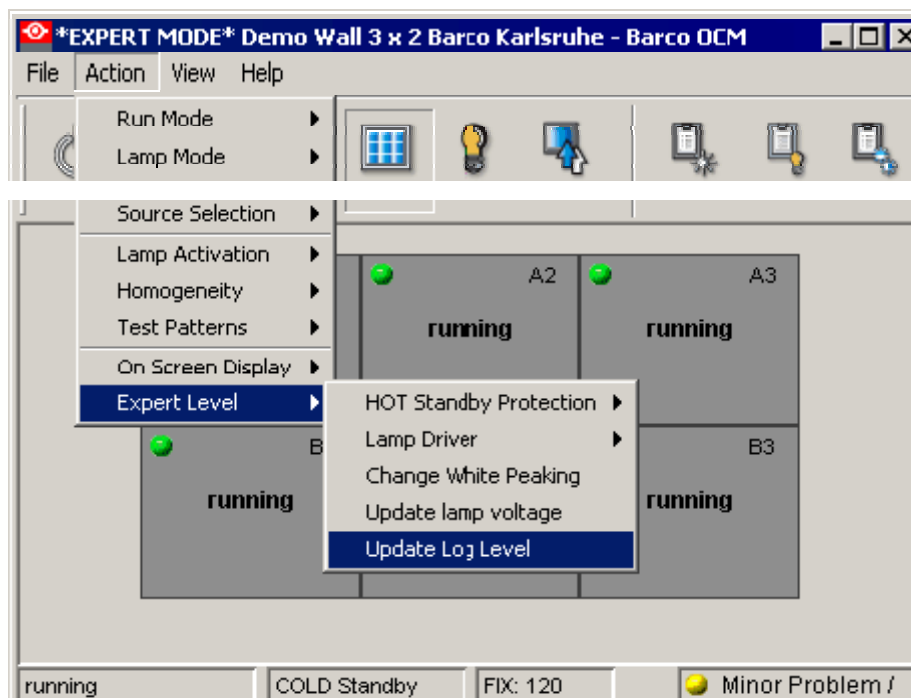 *EXPERT MODE* Demo Wall 3 x 2 Barco Karlsruhe - Barco OCM
File Action View Help
Run Mode
Lamp Mode
Source Selection
Lamp Activation
Homogeneity
Test Patterns
On Screen Display
Expert Level
HOT Standby Protection
Lamp Driver
Change White Peaking
Update lamp voltage
Update Log Level
A2
running
A3
running
B
running
B3
running
running
COLD Standby
FIX: 120
Minor Problem /